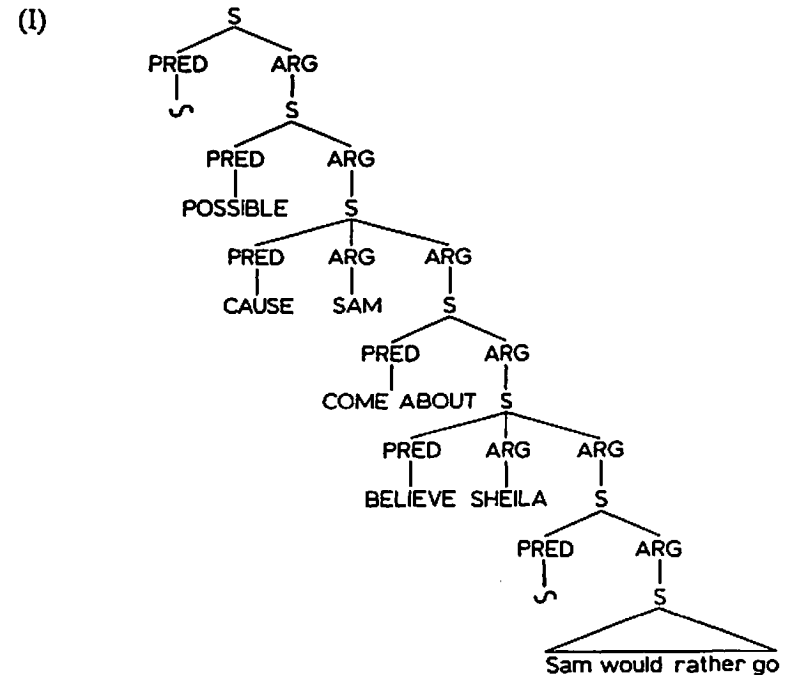 (I)
S
PRED ARG
∽ S
PRED ARG
POSSIBLE S
PRED ARG ARG
CAUSE SAM S
PRED ARG
COME ABOUT S
PRED ARG ARG
BELIEVE SHEILA S
PRED ARG
∽ S
Sam would rather go